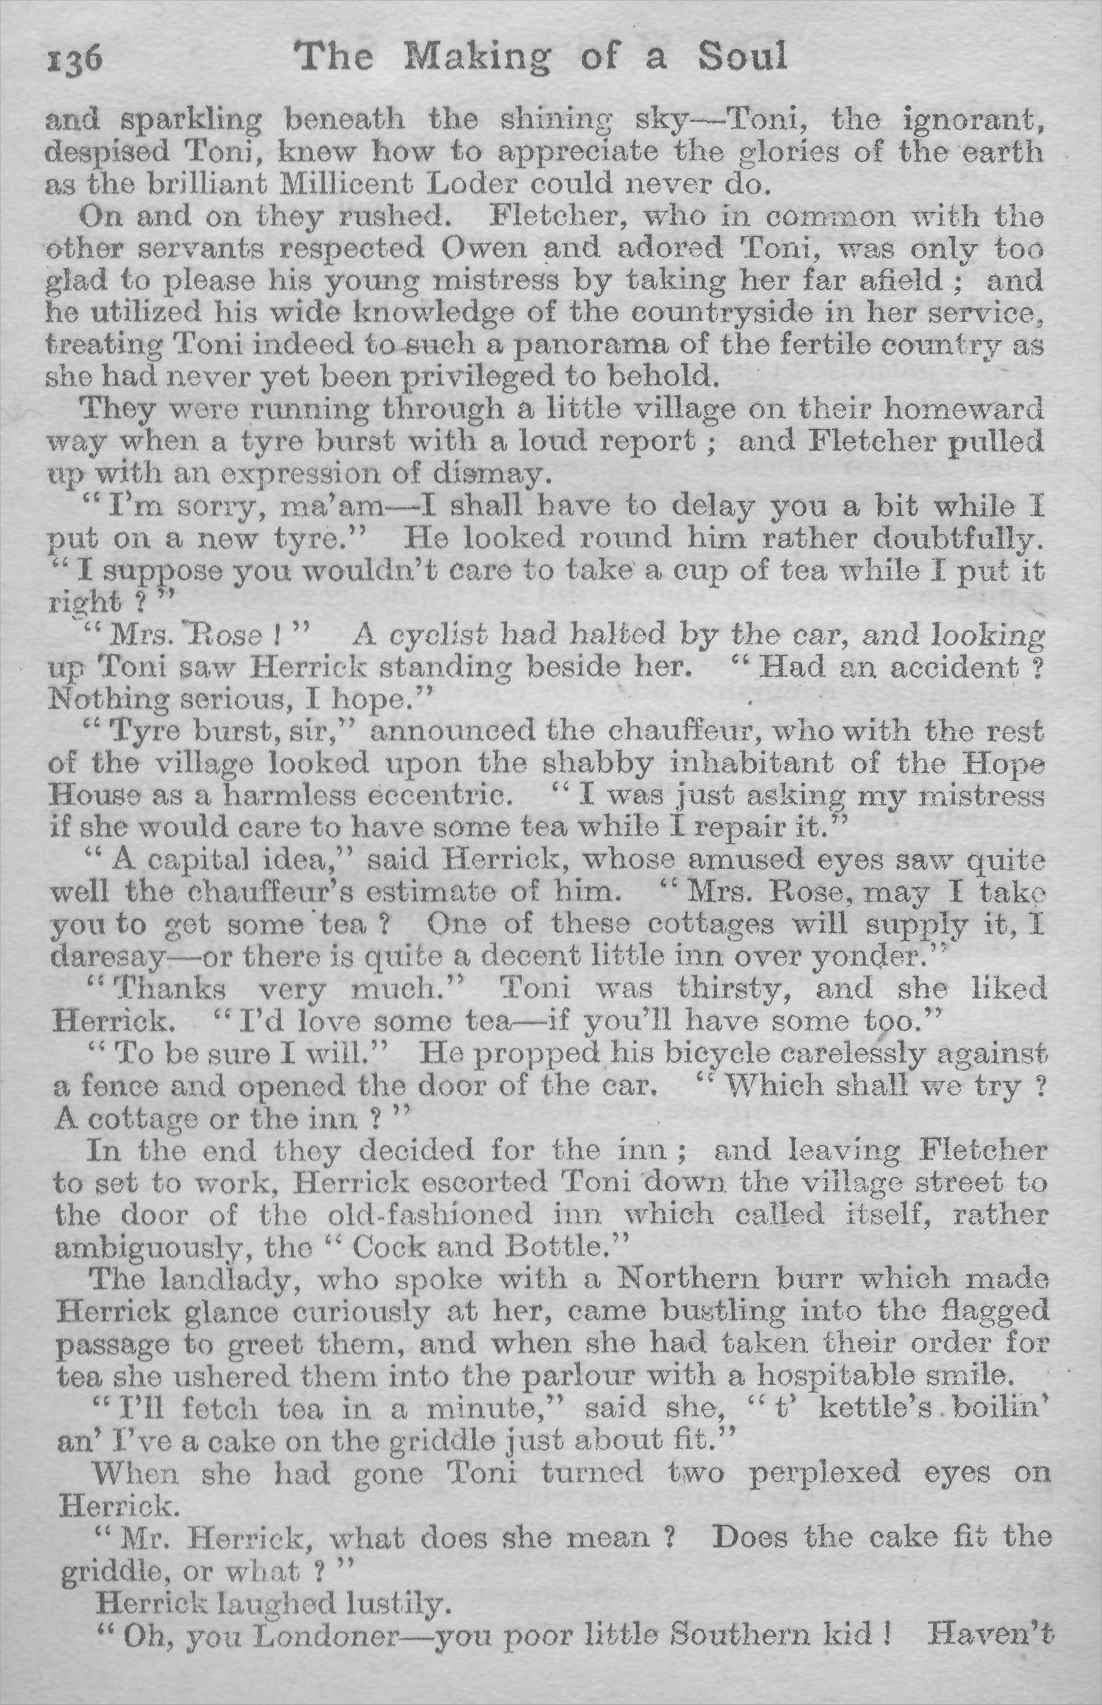 136 The Making of a Soul
and sparkling beneath the shining sky—Toni, the ignorant,
despised Toni, knew how to appreciate the glories of the earth
as the brilliant Millicent Loder could never do.
On and on they rushed. Fletcher, who in common with the
other servants respected Owen and adored Toni, was only too
glad to please his young mistress by taking her far afield ; and
he utilized his wide knowledge of the countryside in her service,
treating Toni indeed to such a panorama of the fertile country as
she had never yet been privileged to behold.
They were running through a little village on their homeward
way when a tyre burst with a loud report ; and Fletcher pulled
up with an expression of dismay.
“ I’m sorry, ma’am—I shall have to delay you a bit while I
put on a new tyre.” He looked round him rather doubtfully.
“ I suppose you wouldn’t care to take a cup of tea while I put it
right ? ”
“ Mrs. Rose ! ” A cyclist had halted by the car, and looking
up Toni saw Herrick standing beside her. “ Had an accident ?
Nothing serious, I hope.”
“ Tyre burst, sir,” announced the chauffeur, who with the rest
of the village looked upon the shabby inhabitant of the Hope
House as a harmless eccentric. “ I was just asking my mistress
if she would care to have some tea while I repair it.”
“ A capital idea,” said Herrick, whose amused eyes saw quite
well the chauffeur’s estimate of him. “ Mrs. Rose, may I take
you to get some tea ? One of these cottages will supply it, I
daresay—or there is quite a decent little inn over yonder.”
“ Thanks very much.” Toni was thirsty, and she liked
Herrick. “ I’d love some tea—if you’ll have some too.”
“ To be sure I will.” He propped his bicycle carelessly against
a fence and opened the door of the car. “ Which shall we try ?
A cottage or the inn ? ”
In the end they decided for the inn ; and leaving Fletcher
to set to work, Herrick escorted Toni down the village street to
the door of the old-fashioned inn which called itself, rather
ambiguously, the “ Cock and Bottle.”
The landlady, who spoke with a Northern burr which made
Herrick glance curiously at her, came bustling into the flagged
passage to greet them, and when she had taken their order for
tea she ushered them into the parlour with a hospitable smile.
“ I’ll fetch tea in a minute,” said she, “ t’ kettle’s boilin’
an’ I’ve a cake on the griddle just about fit.”
When she had gone Toni turned two perplexed eyes on
Herrick.
“ Mr. Herrick, what does she mean ? Does the cake fit the
griddle, or what ? ”
Herrick laughed lustily.
“ Oh, you Londoner—you poor little Southern kid ! Haven’t